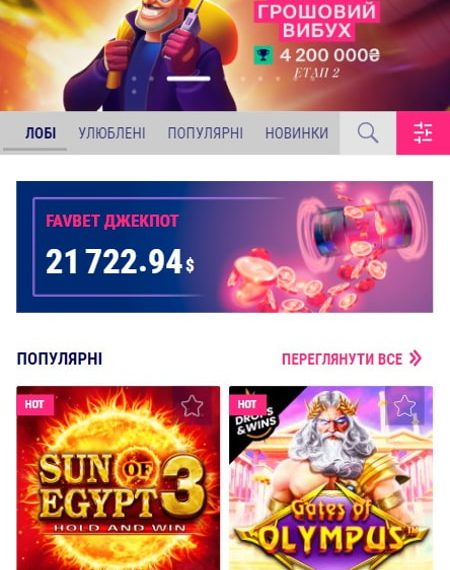 ГРОШОВИЙ
ВИБУХ
4 200 000₴
ЕТАП 2
ЛОБІ УЛЮБЛЕНІ ПОПУЛЯРНІ НОВИНКИ
FAVBET ДЖЕКПОТ
21 722.94$
ПОПУЛЯРНІ
ПЕРЕГЛЯНУТИ ВСЕ
HOT
HOT
DROPS
&WINS
SUN OF
EGYPT 3
HOLD AND WIN
Gates of
OLYMPUS™